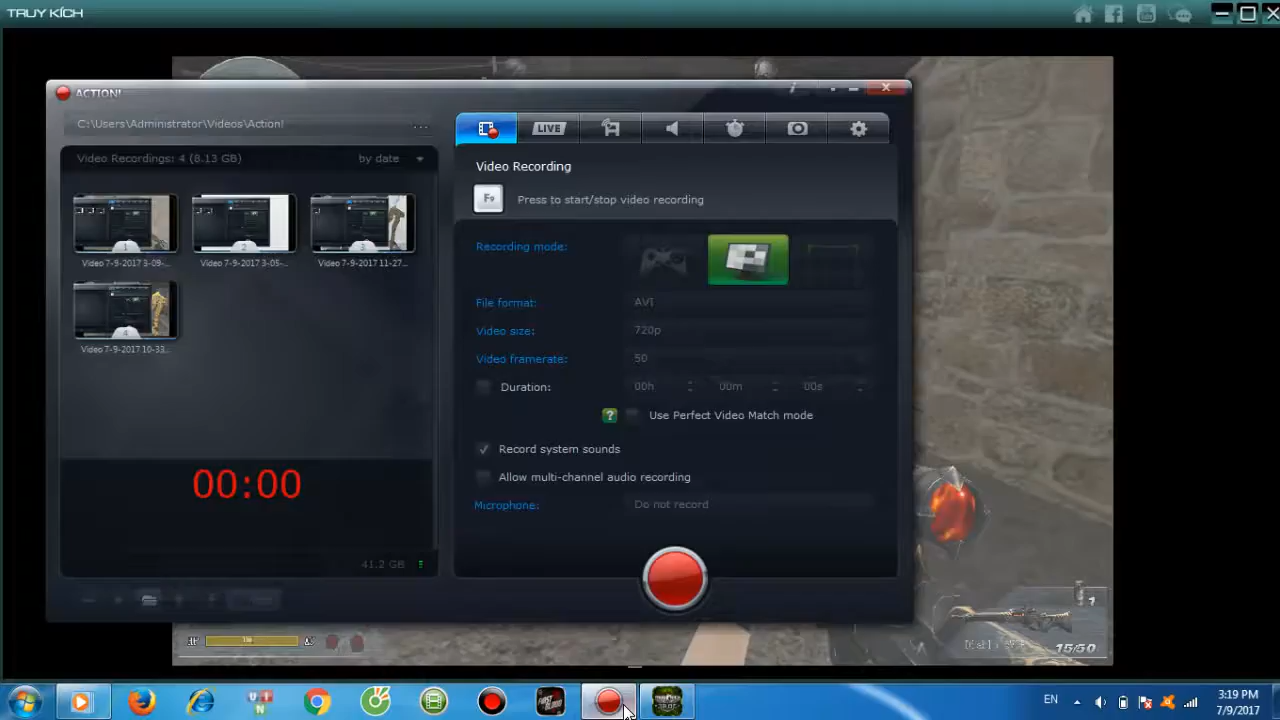 TRUY KÍCH
ACTION!
C:\Users\Administrator\Videos\Action!
...
Video Recordings: 4 (8.13 GB)
by date
Video 7-9-2017 3-09-...
Video 7-9-2017 3-05-...
Video 7-9-2017 11-27...
Video 7-9-2017 10-33...
00:00
41.2 GB
LIVE
Video Recording
F9
Press to start/stop video recording
Recording mode:
File format:
AVI
Video size:
720p
Video framerate:
50
Duration:
00h
00m
00s
?
Use Perfect Video Match mode
Record system sounds
Allow multi-channel audio recording
Microphone:
Do not record
1
15/50
EN
3:19 PM
7/9/2017